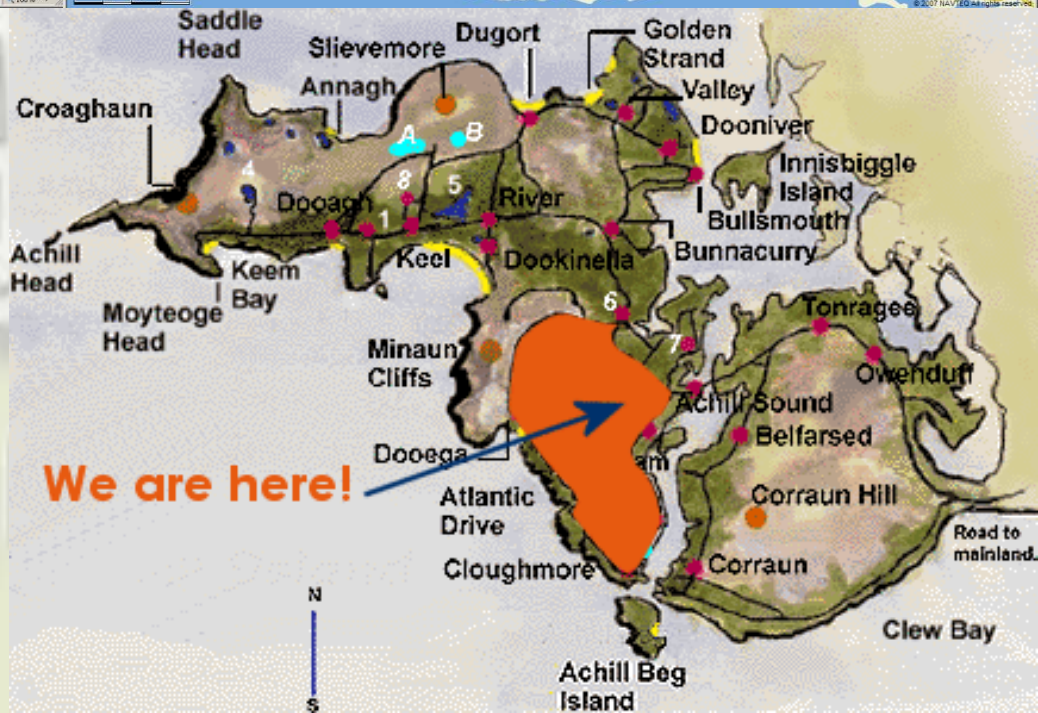 © 2007 NAVTEQ All rights reserved
Saddle
Head
Slievemore
Dugort
Golden
Strand
Annagh
Valley
Croaghaun
A
B
Dooniver
4
8
5
Innisbiggle
Island
Dooagh
1
River
Bullsmouth
Achill
Head
Keem
Bay
Keel
Dookinella
Bunnacurry
Moyteoge
Head
6
Tonragee
7
Minaun
Cliffs
Owenduff
Achill Sound
Dooega
am
Belfarsed
We are here!
Atlantic
Drive
Corraun Hill
Road to
mainland.
Cloughmore
Corraun
N
Clew Bay
Achill Beg
Island
S